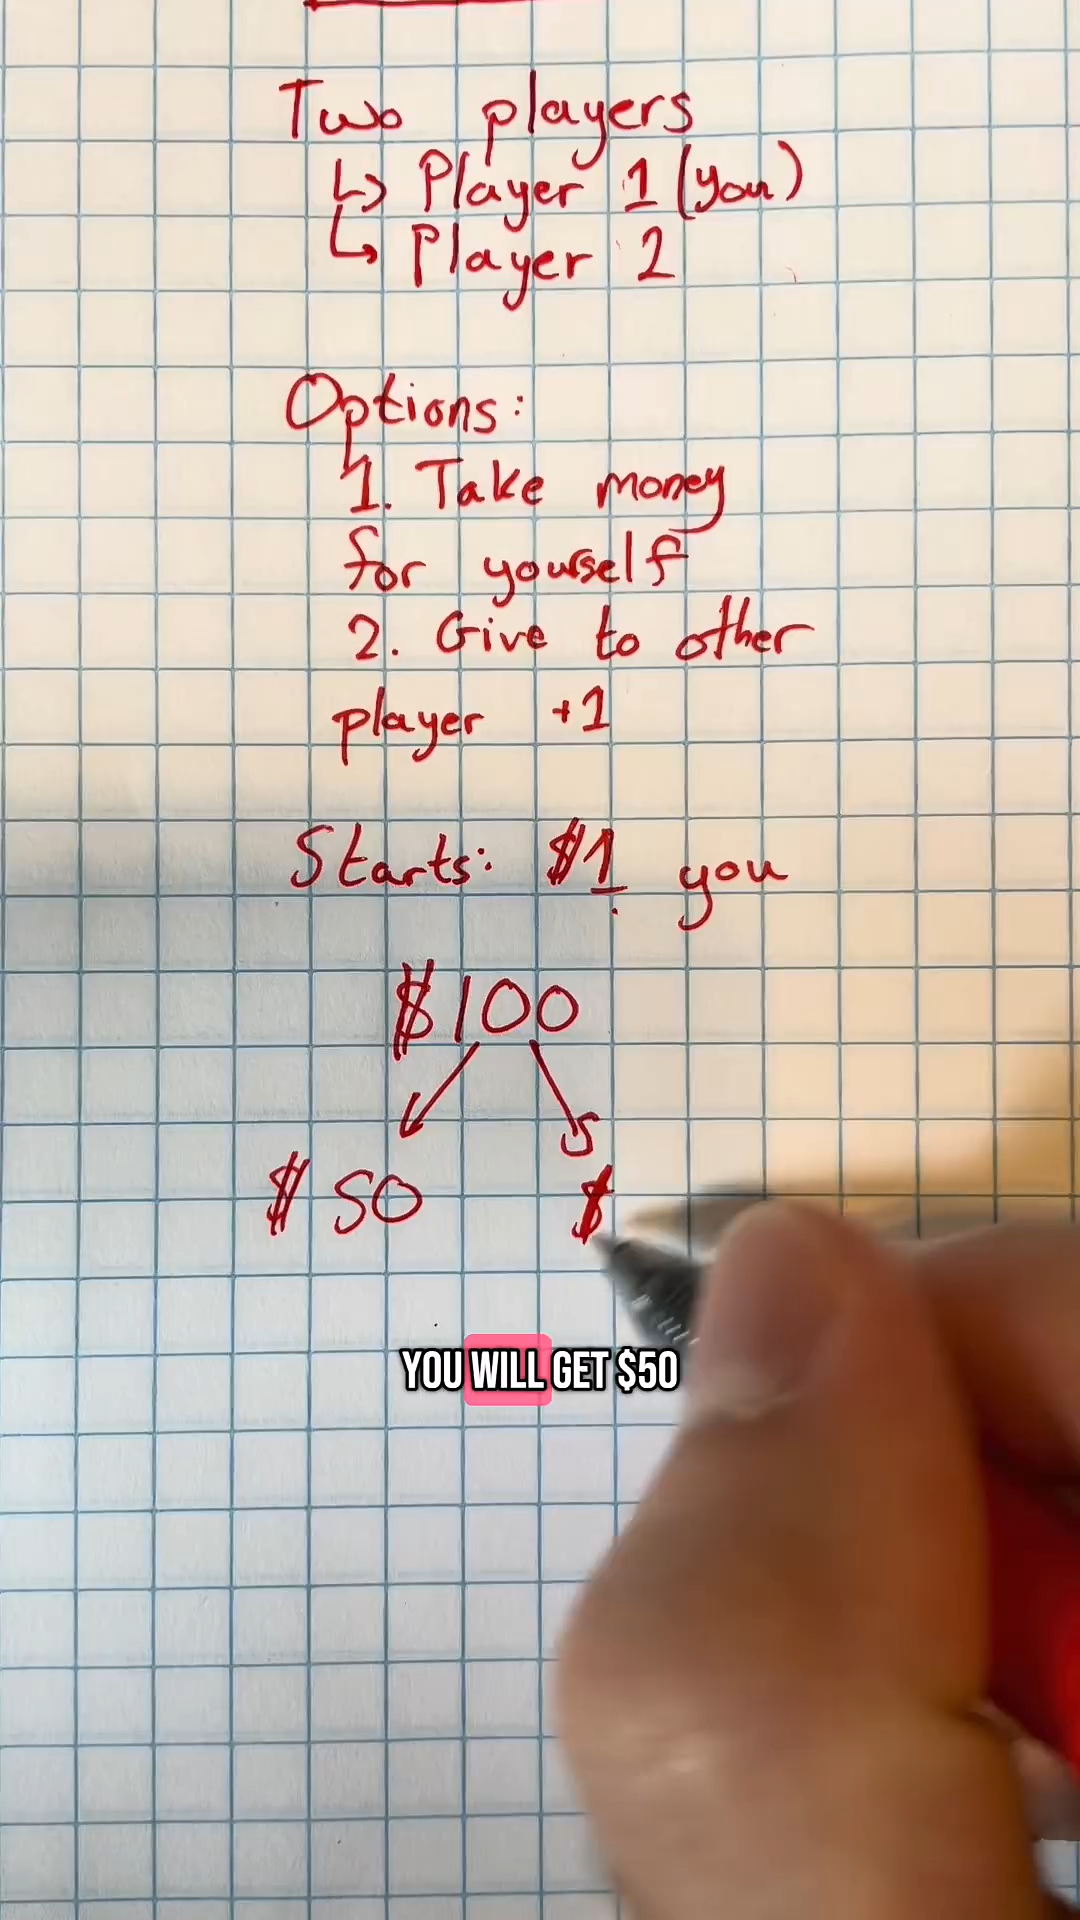 Two players
↳ Player 1 (you)
↳ Player 2
Options:
1. Take money
for yourself
2. Give to other
player +1
Starts: $1 you
$100
$50 $
YOU WILL GET $50